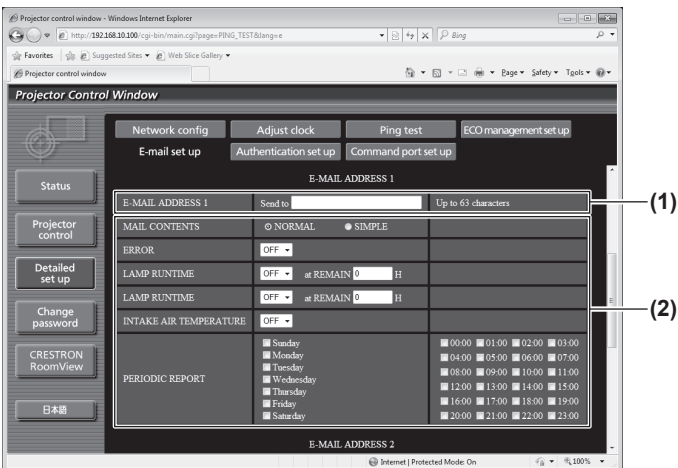 Projector control window - Windows Internet Explorer
http://192.168.10.100/cgi-bin/main.cgi?page=PING_TEST&lang=e
Bing
Favorites Suggested Sites Web Slice Gallery
Projector control window
Page Safety Tools
Projector Control Window
Network config Adjust clock Ping test ECO management set up
E-mail set up Authentication set up Command port set up
Status
Projector control
Detailed set up
Change password
CRESTRON RoomView
日本語
E-MAIL ADDRESS 1
E-MAIL ADDRESS 1 Send to Up to 63 characters (1)
MAIL CONTENTS NORMAL SIMPLE
ERROR OFF
LAMP RUNTIME OFF at REMAIN 0 H
LAMP RUNTIME OFF at REMAIN 0 H
(2)
INTAKE AIR TEMPERATURE OFF
PERIODIC REPORT
Sunday
Monday
Tuesday
Wednesday
Thursday
Friday
Saturday
00:00 01:00 02:00 03:00
04:00 05:00 06:00 07:00
08:00 09:00 10:00 11:00
12:00 13:00 14:00 15:00
16:00 17:00 18:00 19:00
20:00 21:00 22:00 23:00
E-MAIL ADDRESS 2
Internet | Protected Mode: On 100%